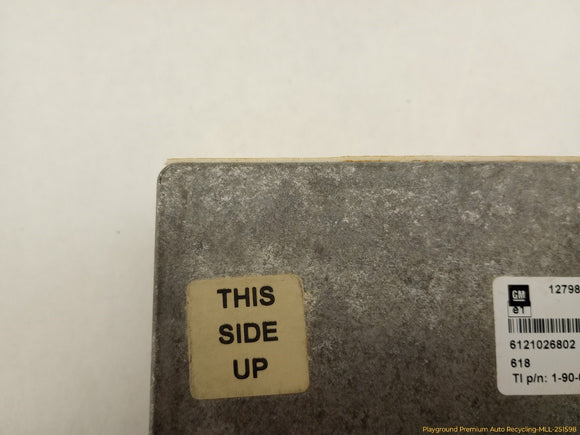 THIS
SIDE
UP
GM
e1
12798
6121026802
618
TI p/n: 1-90-
Playground Premium Auto Recycling-MLL-251598